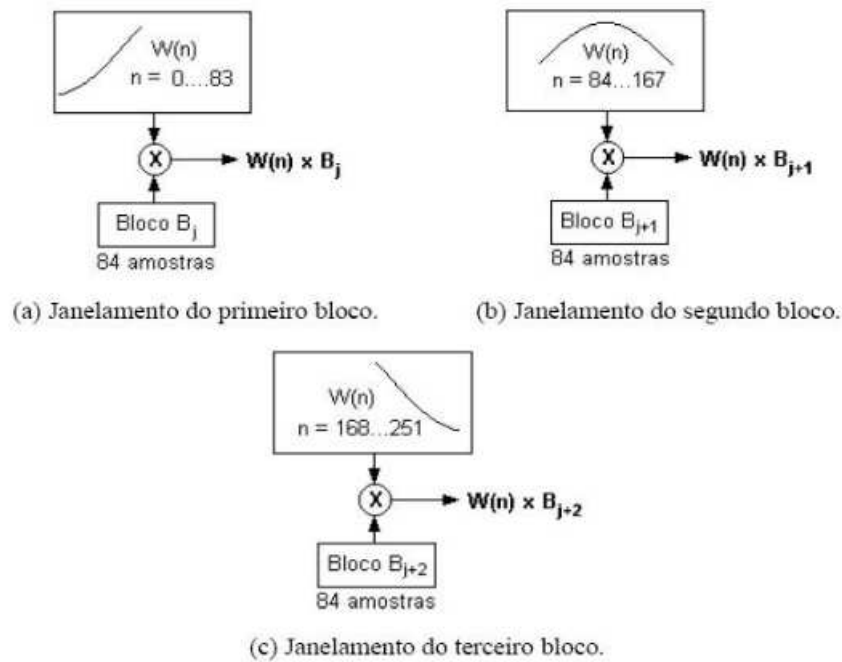 W(n)
n = 0....83
X
W(n) x Bj
Bloco Bj
84 amostras
(a) Janelamento do primeiro bloco.
W(n)
n = 84...167
X
W(n) x Bj+1
Bloco Bj+1
84 amostras
(b) Janelamento do segundo bloco.
W(n)
n = 168...251
X
W(n) x Bj+2
Bloco Bj+2
84 amostras
(c) Janelamento do terceiro bloco.